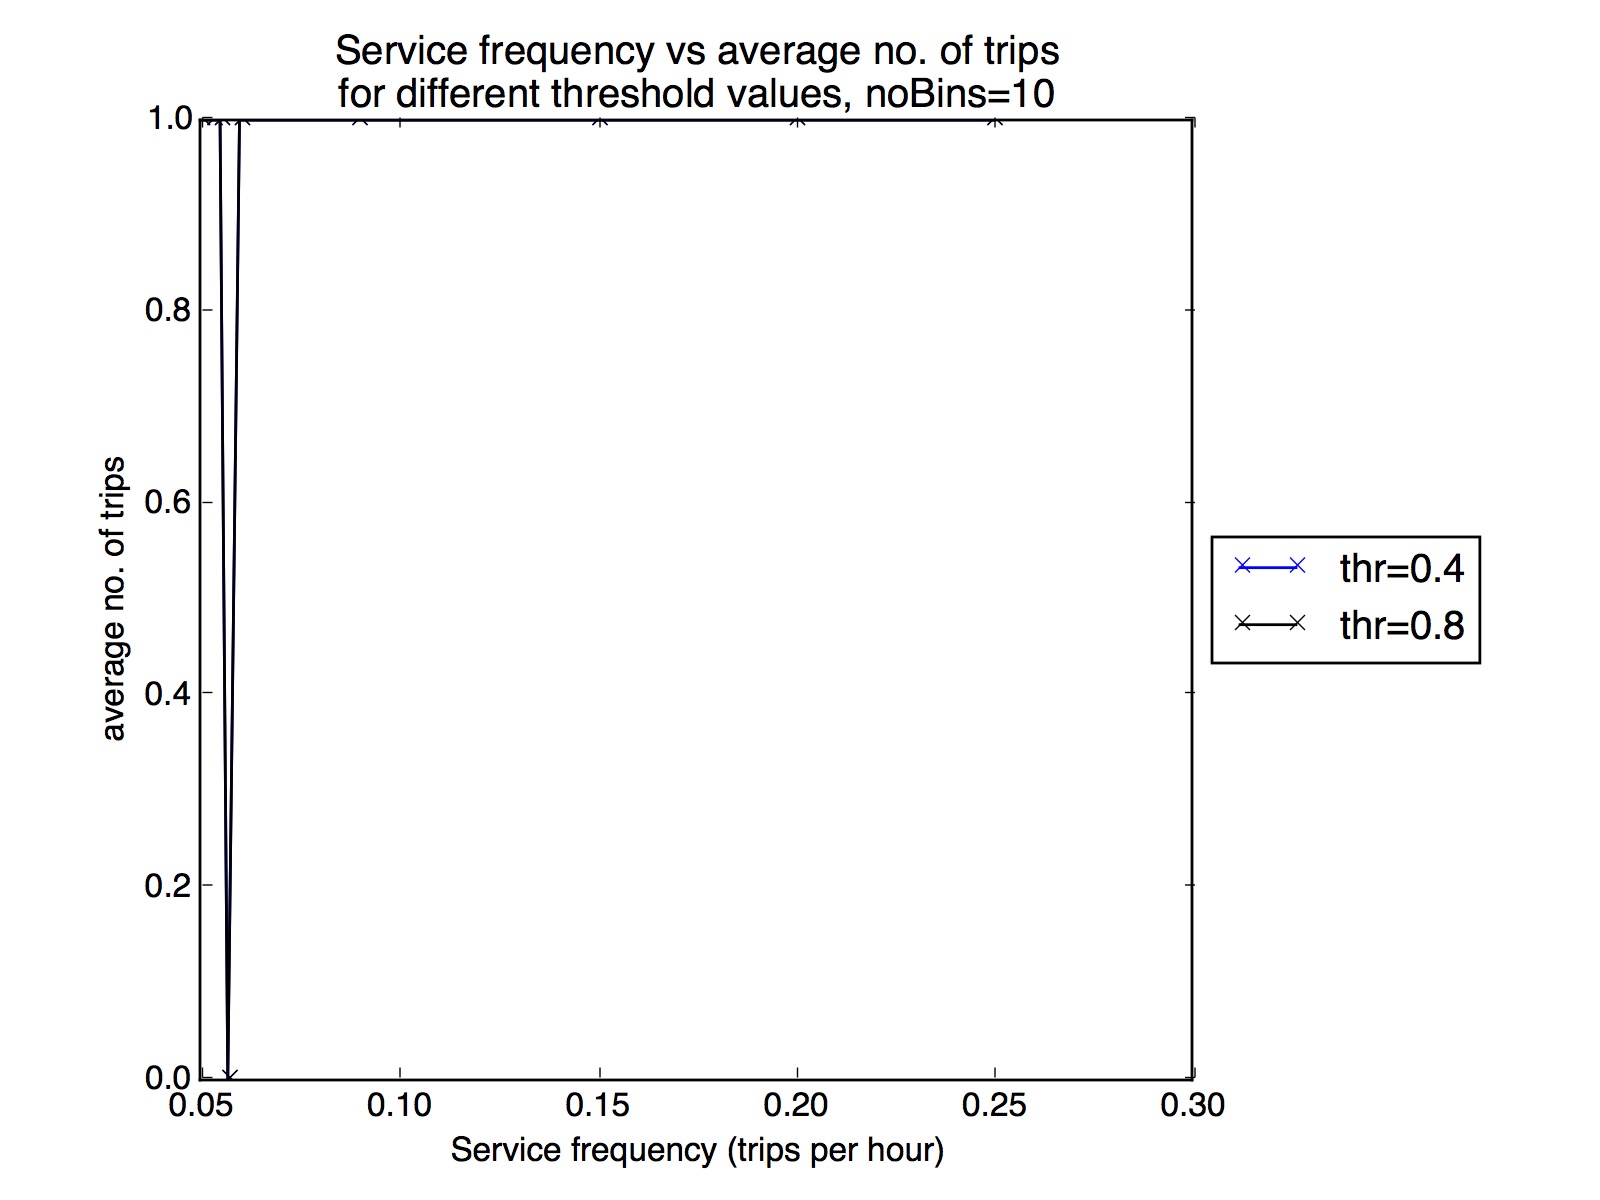 Service frequency vs average no. of trips
for different threshold values, noBins=10
1.0
0.8
0.6
0.4
0.2
0.0
average no. of trips
0.05 0.10 0.15 0.20 0.25 0.30
Service frequency (trips per hour)
thr=0.4
thr=0.8